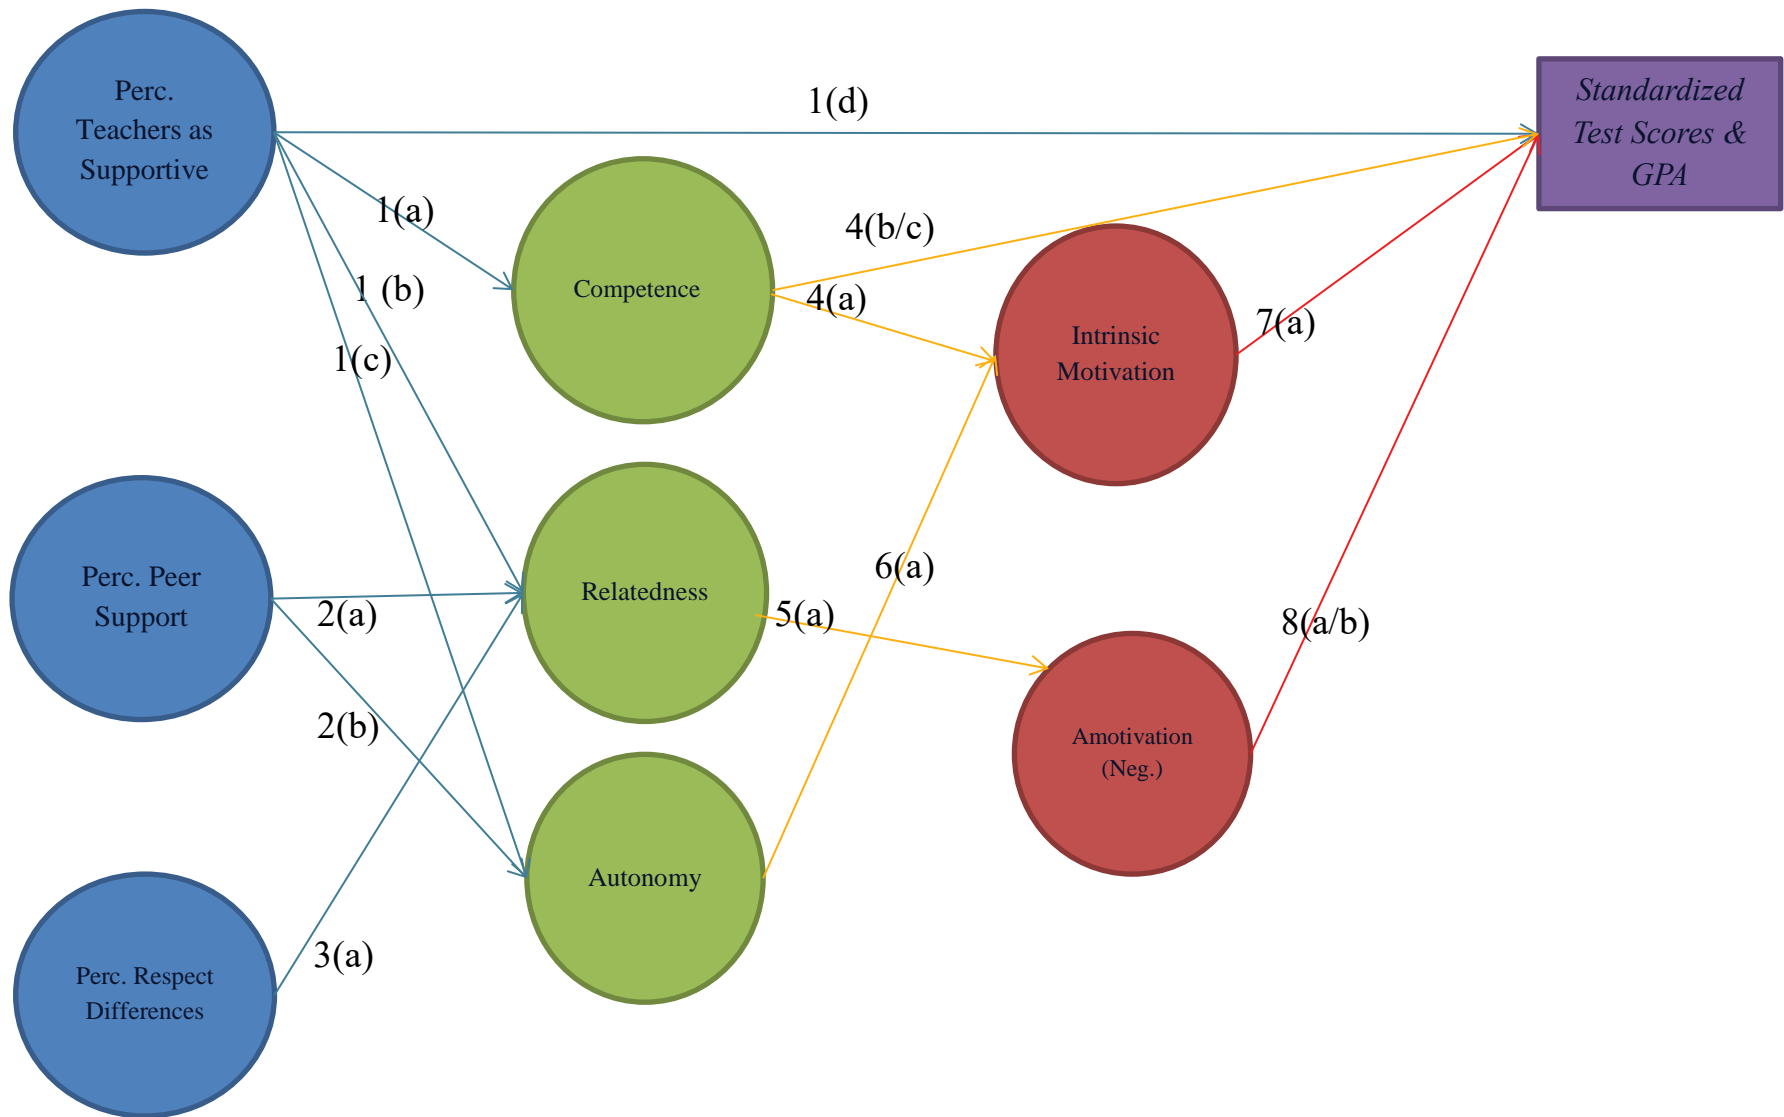 Perc.
Teachers as
Supportive
1(d)
Standardized
Test Scores &
GPA
1(a)
4(b/c)
1 (b)
Competence
4(a)
1(c)
7(a)
Intrinsic
Motivation
Perc. Peer
Support
2(a)
Relatedness
5(a)
6(a)
8(a/b)
2(b)
Amotivation
(Neg.)
Autonomy
3(a)
Perc. Respect
Differences